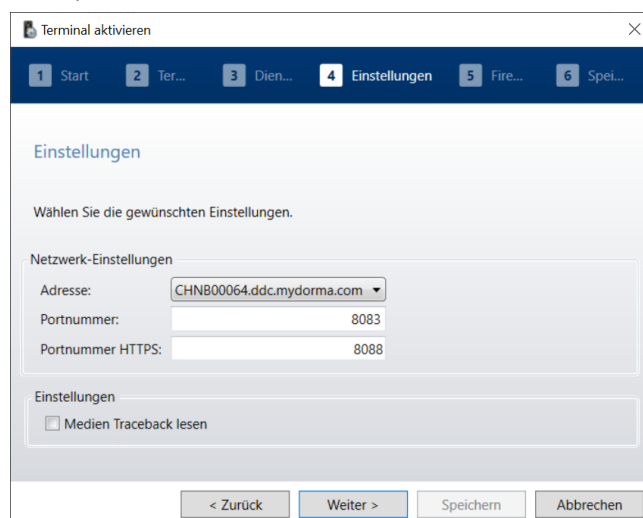 Terminal aktivieren
1 Start 2 Ter... 3 Dien... 4 Einstellungen 5 Fire... 6 Spei...
Einstellungen
Wählen Sie die gewünschten Einstellungen.
Netzwerk-Einstellungen
Adresse: CHNB00064.ddc.mydorma.com
Portnummer: 8083
Portnummer HTTPS: 8088
Einstellungen
Medien Traceback lesen
< Zurück Weiter > Speichern Abbrechen